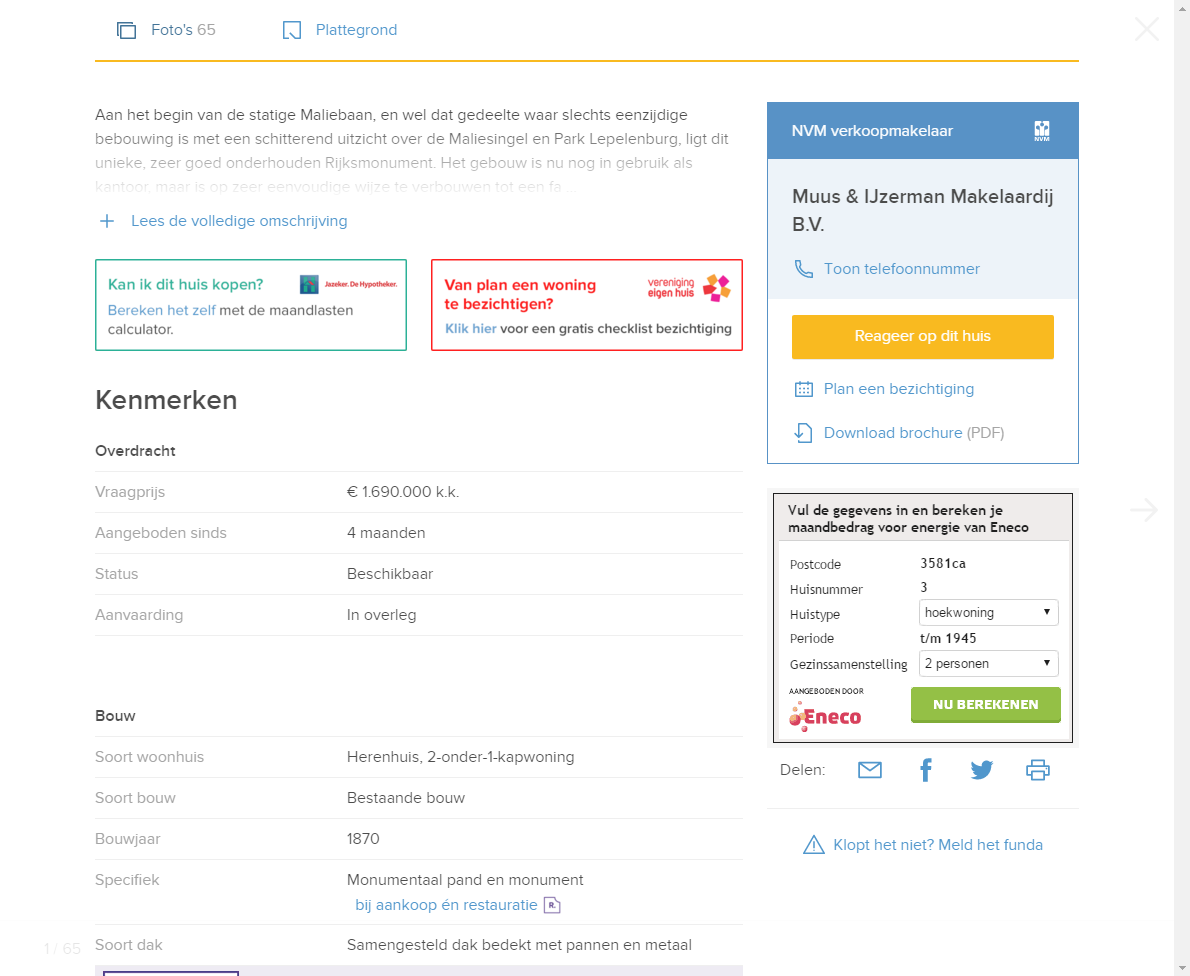 Foto's 65
Plattegrond
Aan het begin van de statige Maliebaan, en wel dat gedeelte waar slechts eenzijdige
bebouwing is met een schitterend uitzicht over de Maliesingel en Park Lepelenburg, ligt dit
unieke, zeer goed onderhouden Rijksmonument. Het gebouw is nu nog in gebruik als
kantoor, maar is op zeer eenvoudige wijze te verbouwen tot een fa ...
Lees de volledige omschrijving
Kan ik dit huis kopen?
Jazeker. De Hypotheker.
Bereken het zelf met de maandlasten
calculator.
Van plan een woning
te bezichtigen?
vereniging
eigen huis
Klik hier voor een gratis checklist bezichtiging
Kenmerken
Overdracht
Vraagprijs € 1.690.000 k.k.
Aangeboden sinds 4 maanden
Status Beschikbaar
Aanvaarding In overleg
Bouw
Soort woonhuis Herenhuis, 2-onder-1-kapwoning
Soort bouw Bestaande bouw
Bouwjaar 1870
Specifiek Monumentaal pand en monument
bij aankoop én restauratie R.
Soort dak Samengesteld dak bedekt met pannen en metaal
1 / 65
NVM verkoopmakelaar
NVM
Muus & IJzerman Makelaardij
B.V.
Toon telefoonnummer
Reageer op dit huis
Plan een bezichtiging
Download brochure (PDF)
Vul de gegevens in en bereken je
maandbedrag voor energie van Eneco
Postcode 3581ca
Huisnummer 3
Huistype hoekwoning
Periode t/m 1945
Gezinssamenstelling 2 personen
AANGEBODEN DOOR
Eneco
NU BEREKENEN
Delen:
Klopt het niet? Meld het funda